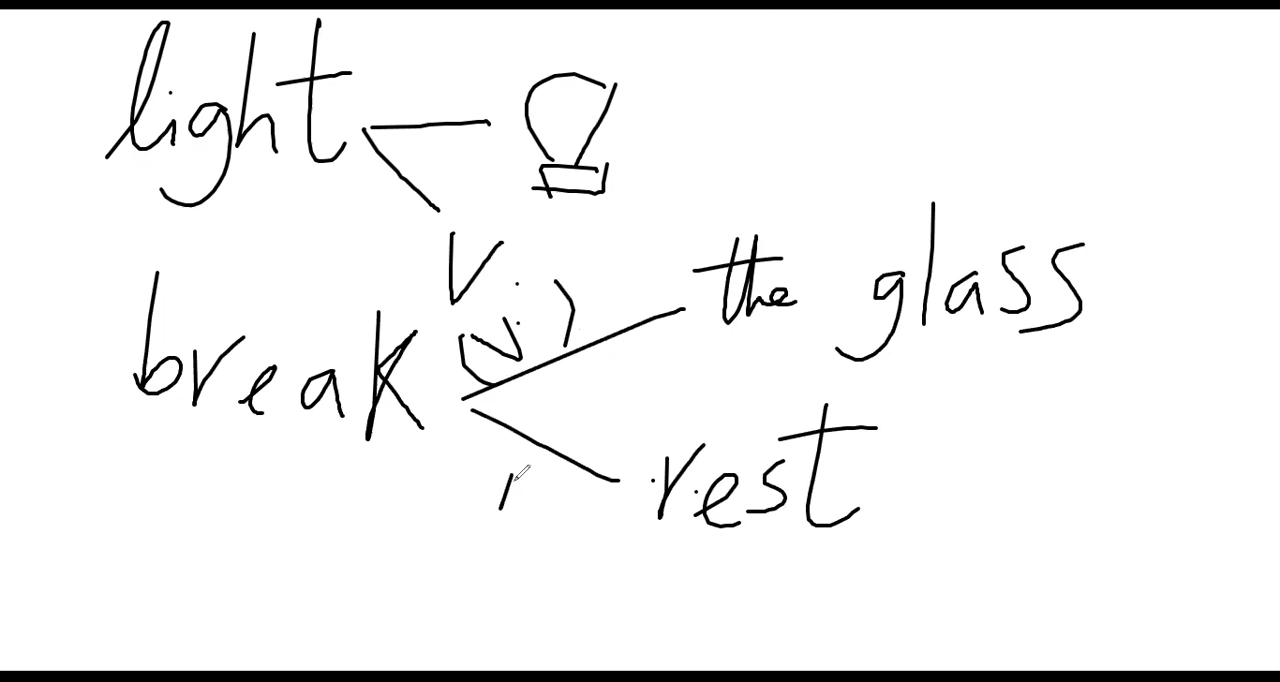 light
v.
the glass
break (v.)
rest